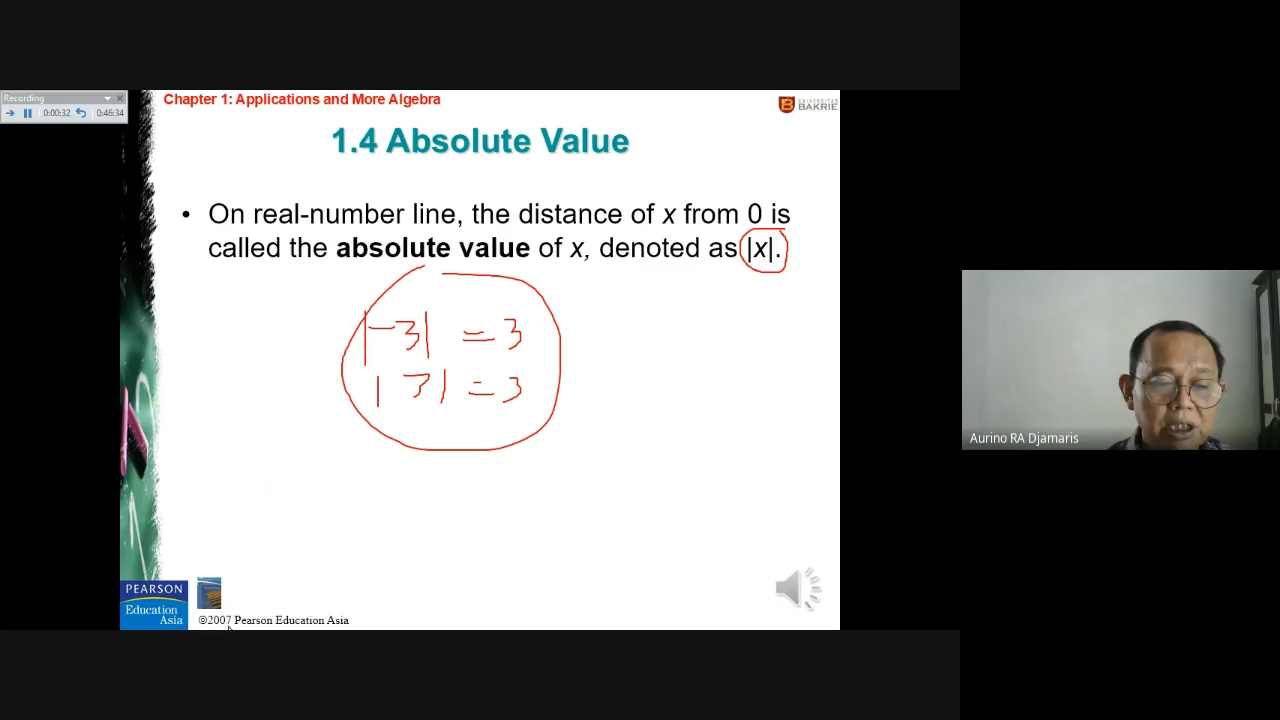 Recording
0:00:32 0:46:34
Chapter 1: Applications and More Algebra
UNIVERSITAS
BAKRIE
1.4 Absolute Value
• On real-number line, the distance of x from 0 is
called the absolute value of x, denoted as |x|.
|-3| = 3
| 3| = 3
Aurino RA Djamaris
PEARSON
Education
Asia
©2007 Pearson Education Asia